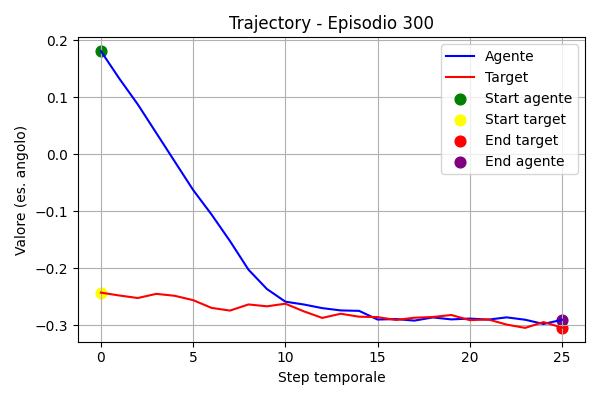 Trajectory - Episodio 300
Valore (es. angolo)
0.2
0.1
0.0
−0.1
−0.2
−0.3
Agente
Target
Start agente
Start target
End target
End agente
0
5
10
15
20
25
Step temporale